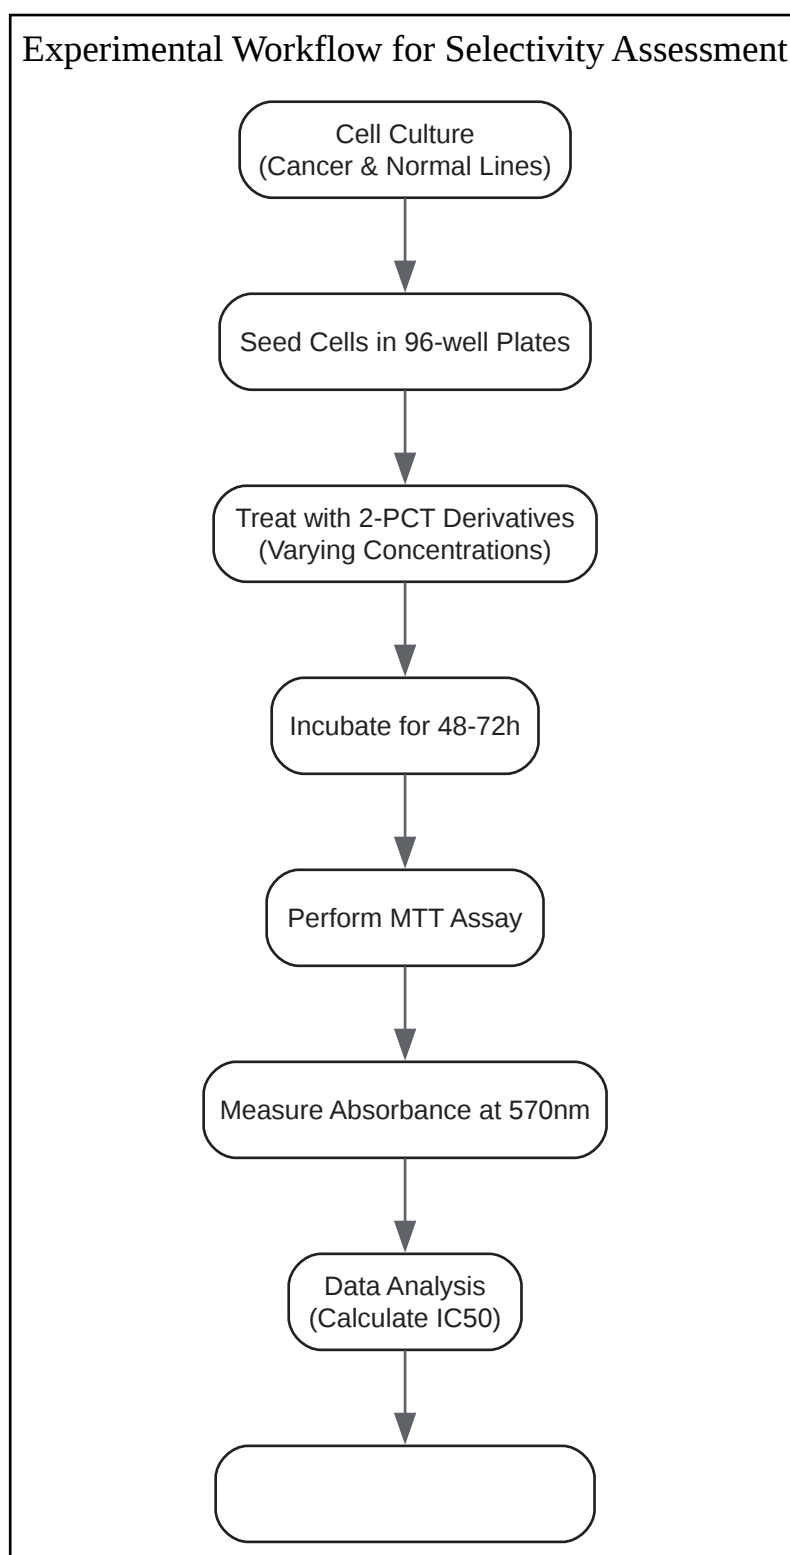 Experimental Workflow for Selectivity Assessment
Cell Culture
(Cancer & Normal Lines)
Seed Cells in 96-well Plates
Treat with 2-PCT Derivatives
(Varying Concentrations)
Incubate for 48-72h
Perform MTT Assay
Measure Absorbance at 570nm
Data Analysis
(Calculate IC50)